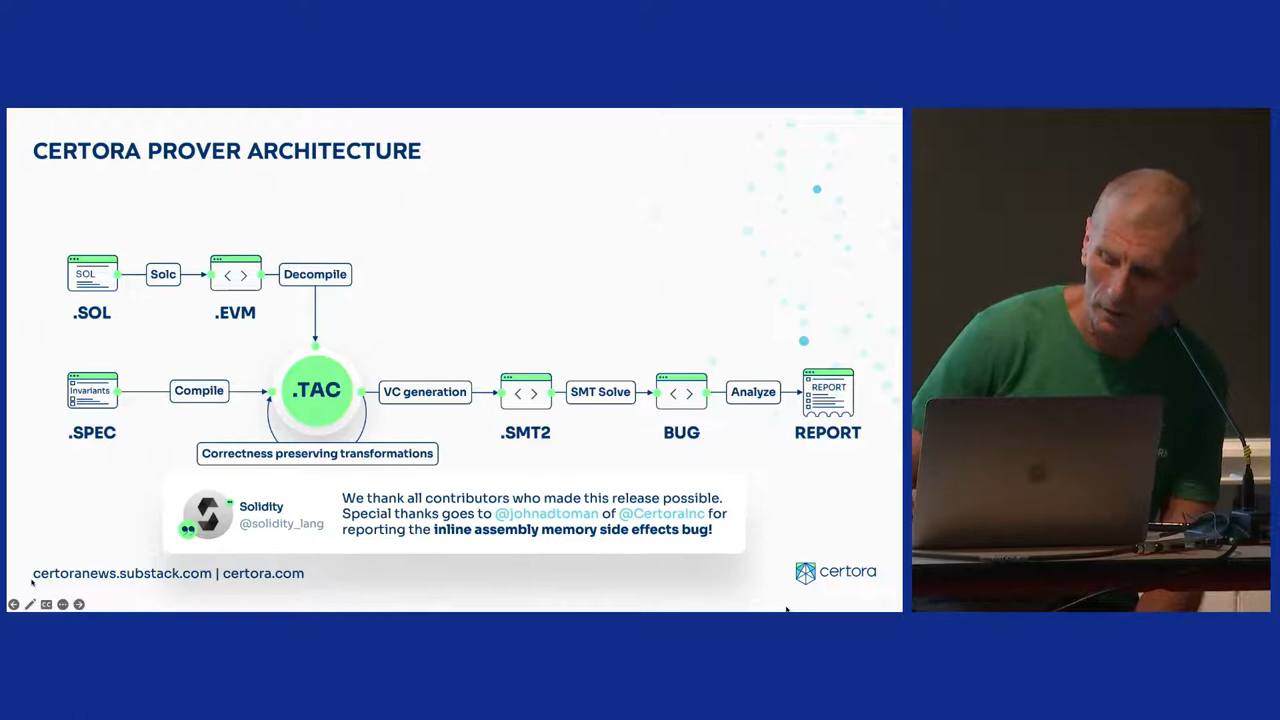 CERTORA PROVER ARCHITECTURE
SOL
Solc
Decompile
.SOL
.EVM
Invariants
Compile
.TAC
VC generation
SMT Solve
Analyze
REPORT
.SPEC
.SMT2
BUG
REPORT
Correctness preserving transformations
Solidity
@solidity_lang
We thank all contributors who made this release possible.
Special thanks goes to @johnadtoman of @CertoraInc for
reporting the inline assembly memory side effects bug!
certoranews.substack.com | certora.com
certora
CC